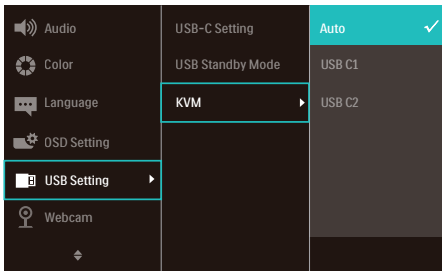 Audio
Color
Language
OSD Setting
USB Setting
Webcam
USB-C Setting
USB Standby Mode
KVM
Auto
USB C1
USB C2